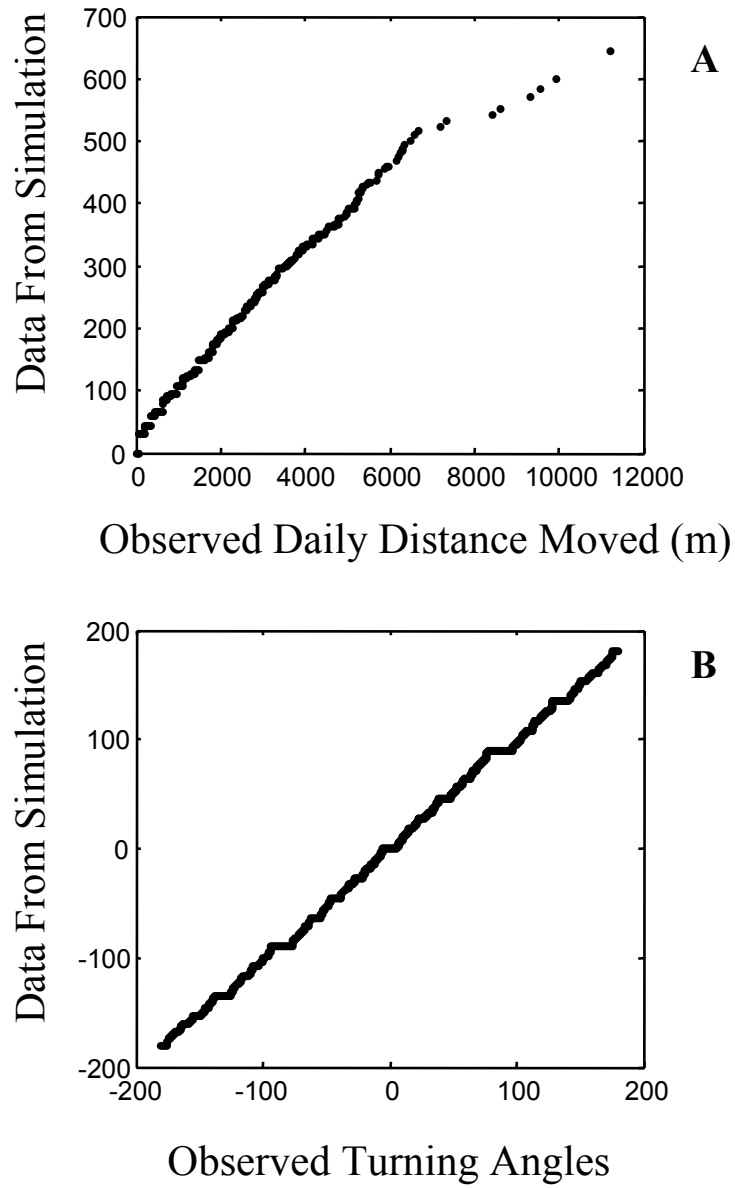 700
600
500
400
300
200
100
0
Data From Simulation
A
0 2000 4000 6000 8000 10000 12000
Observed Daily Distance Moved (m)
200
100
0
-100
-200
Data From Simulation
B
-200 -100 0 100 200
Observed Turning Angles